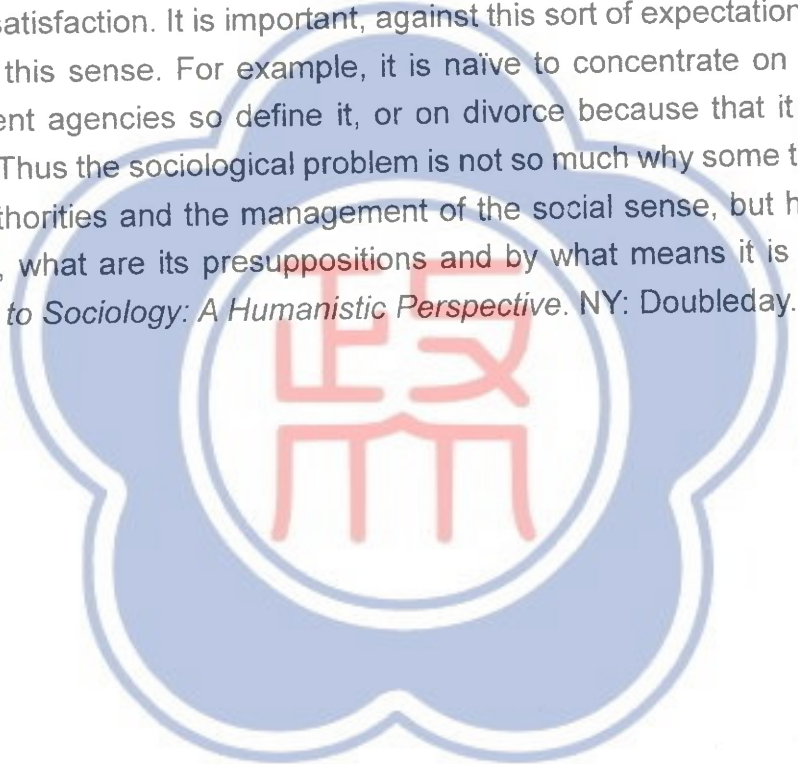 satisfaction. It is important, against this sort of expectation
this sense. For example, it is naïve to concentrate on
ent agencies so define it, or on divorce because that it
Thus the sociological problem is not so much why some t
thorities and the management of the social sense, but h
, what are its presuppositions and by what means it is
to Sociology: A Humanistic Perspective. NY: Doubleday.